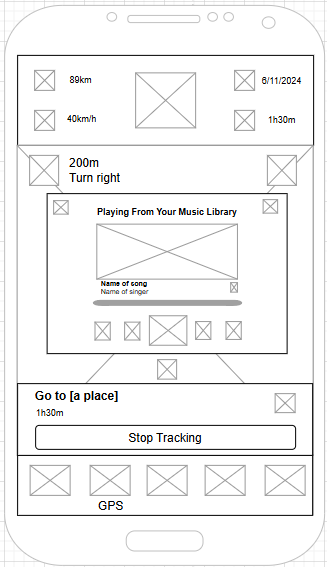 89km
6/11/2024
40km/h
1h30m
200m
Turn right
Playing From Your Music Library
Name of song
Name of singer
Go to [a place]
1h30m
Stop Tracking
GPS